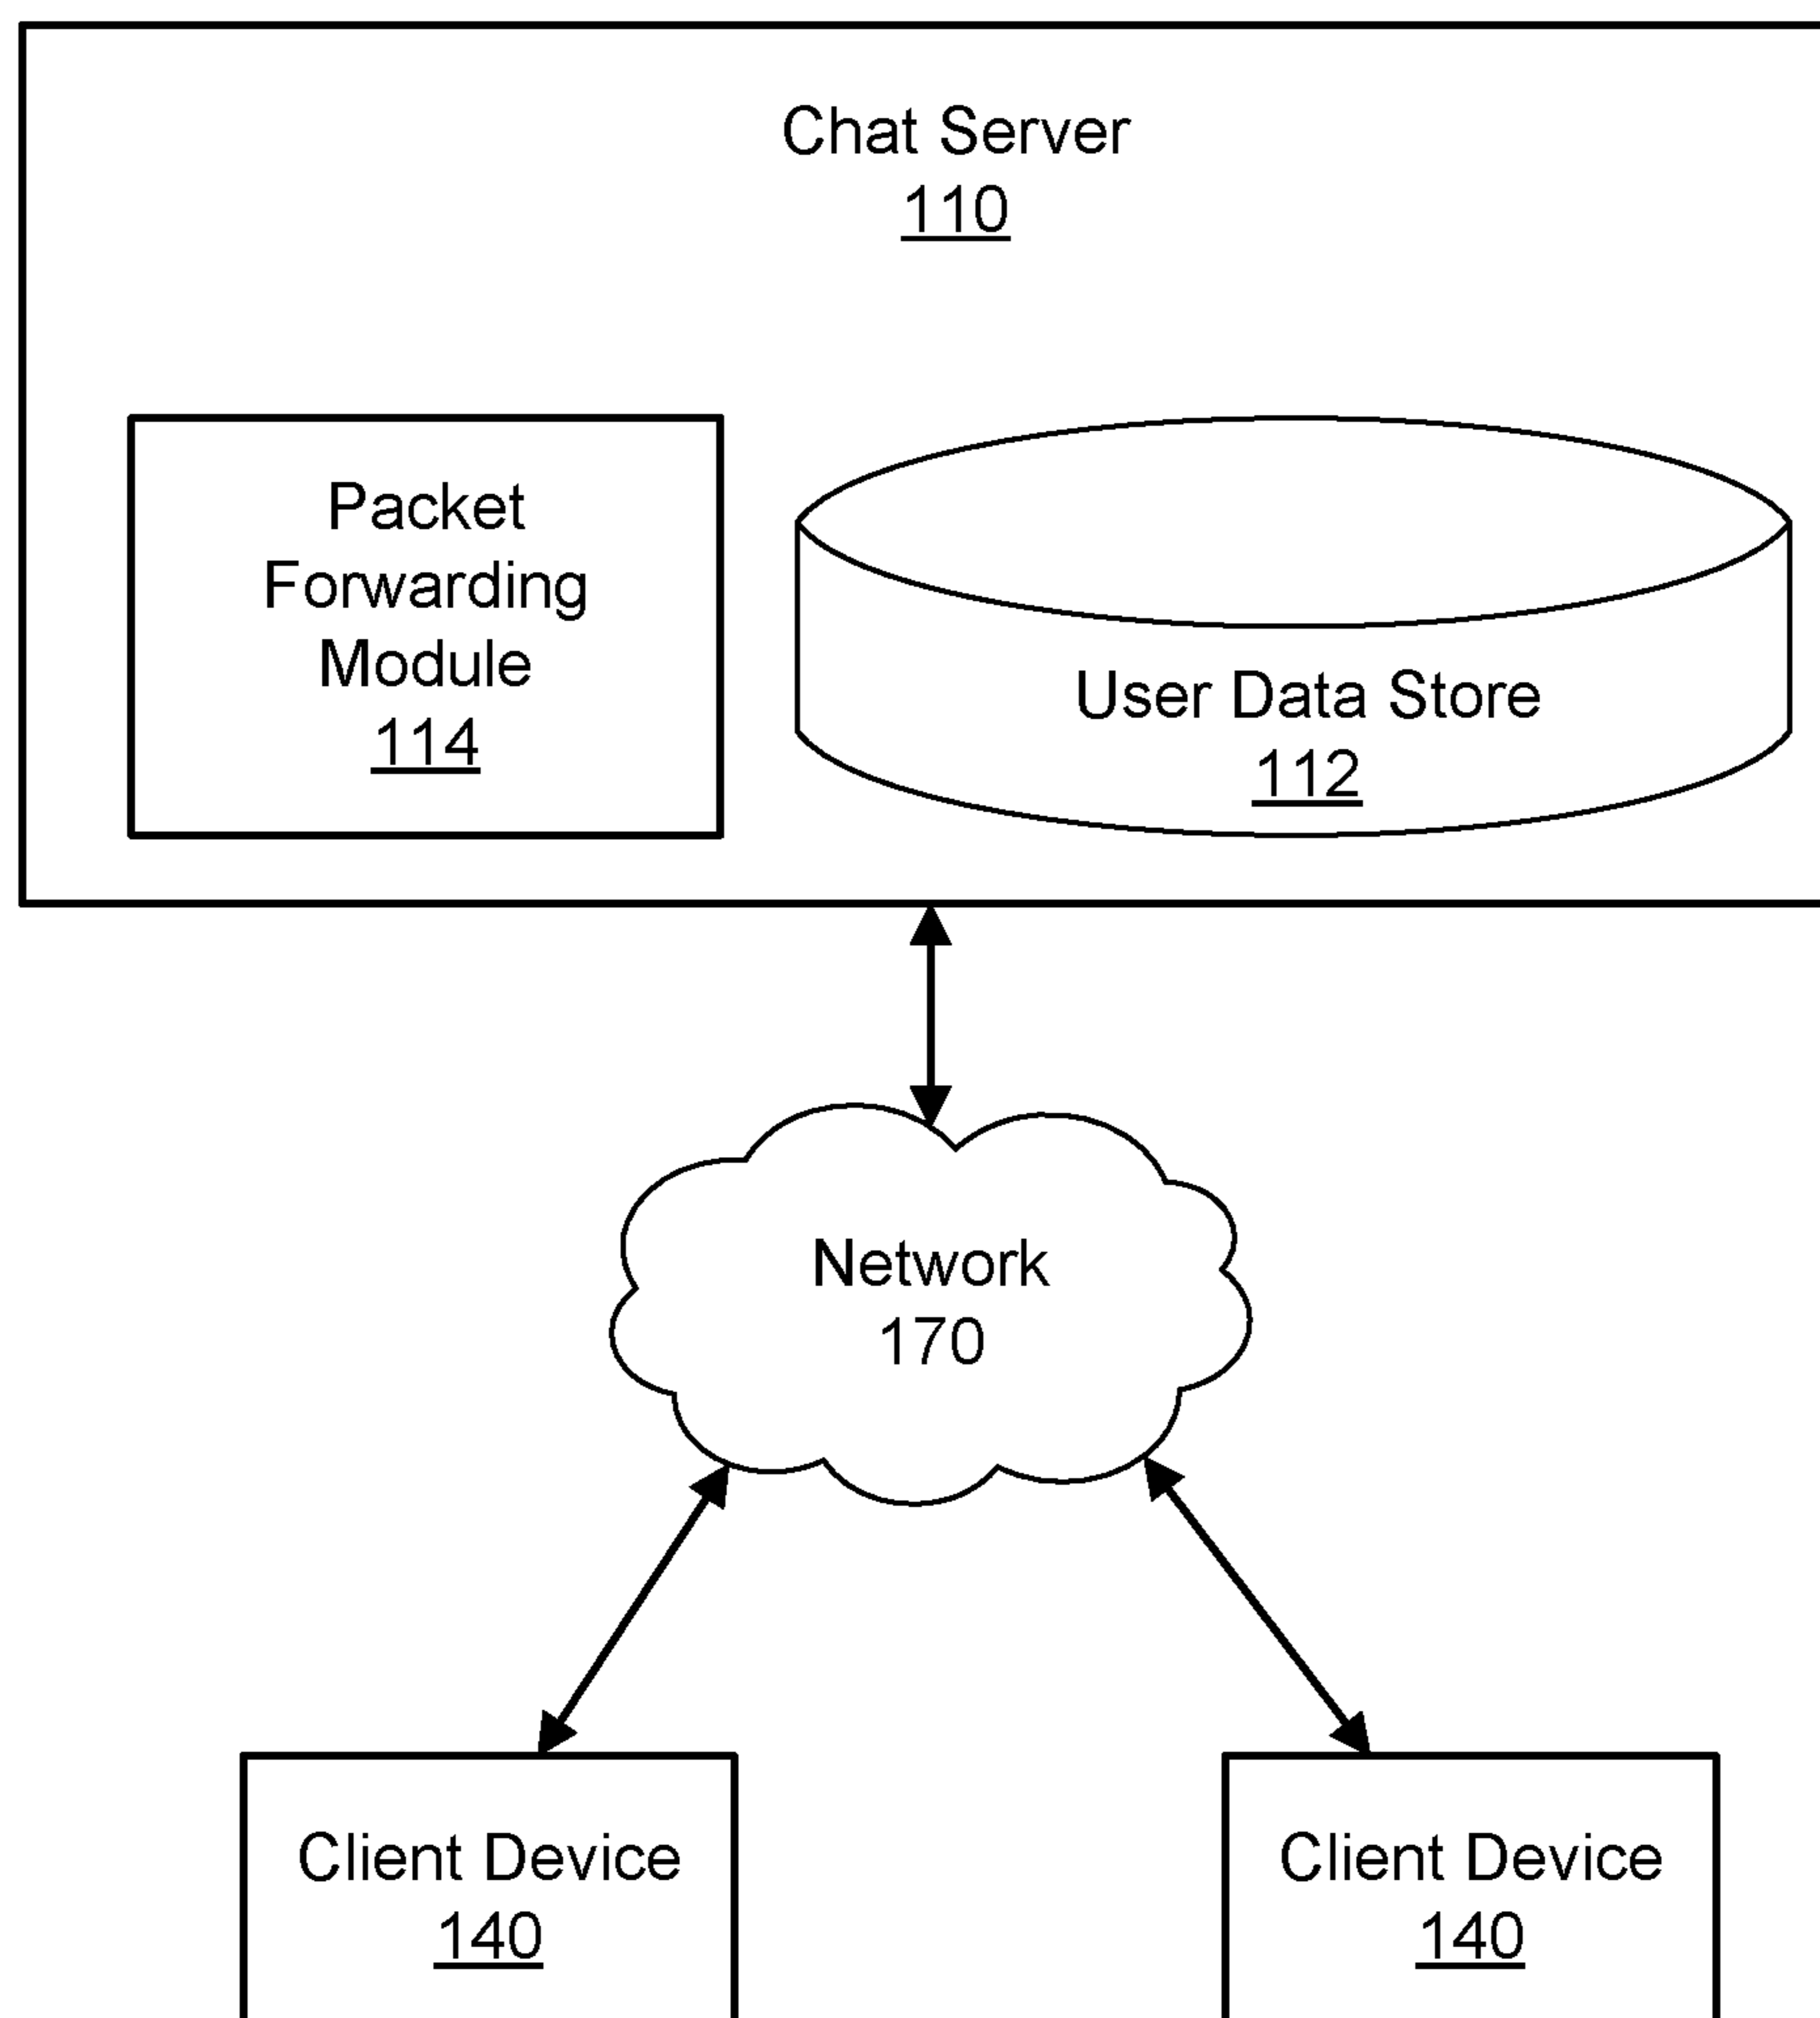 Chat Server
110
Packet
Forwarding
Module
114
User Data Store
112
Network
170
Client Device
140
Client Device
140